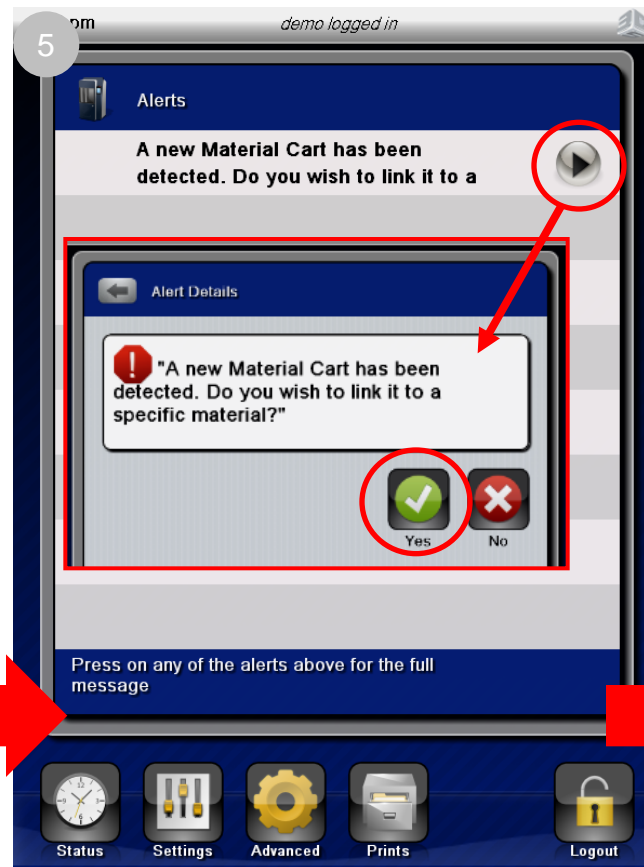 5
pm
demo logged in
Alerts
A new Material Cart has been
detected. Do you wish to link it to a
Alert Details
"A new Material Cart has been
detected. Do you wish to link it to a
specific material?"
Yes
No
Press on any of the alerts above for the full
message
Status
Settings
Advanced
Prints
Logout